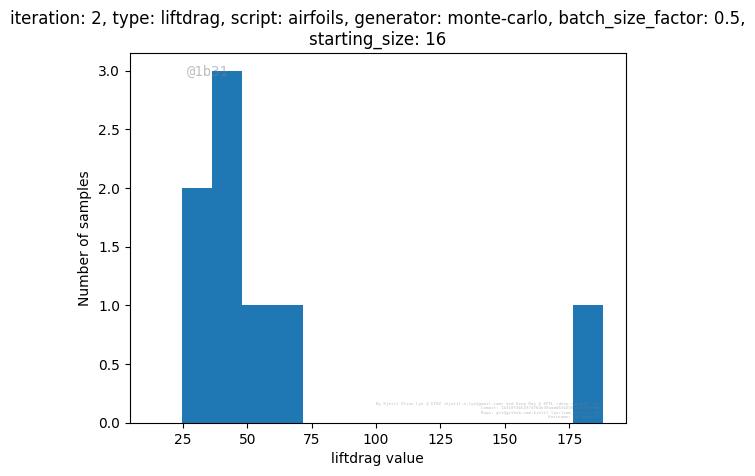 iteration: 2, type: liftdrag, script: airfoils, generator: monte-carlo, batch_size_factor: 0.5,
starting_size: 16
@1b31
3.0
2.5
2.0
1.5
1.0
0.5
0.0
Number of samples
25
50
75
100
125
150
175
liftdrag value